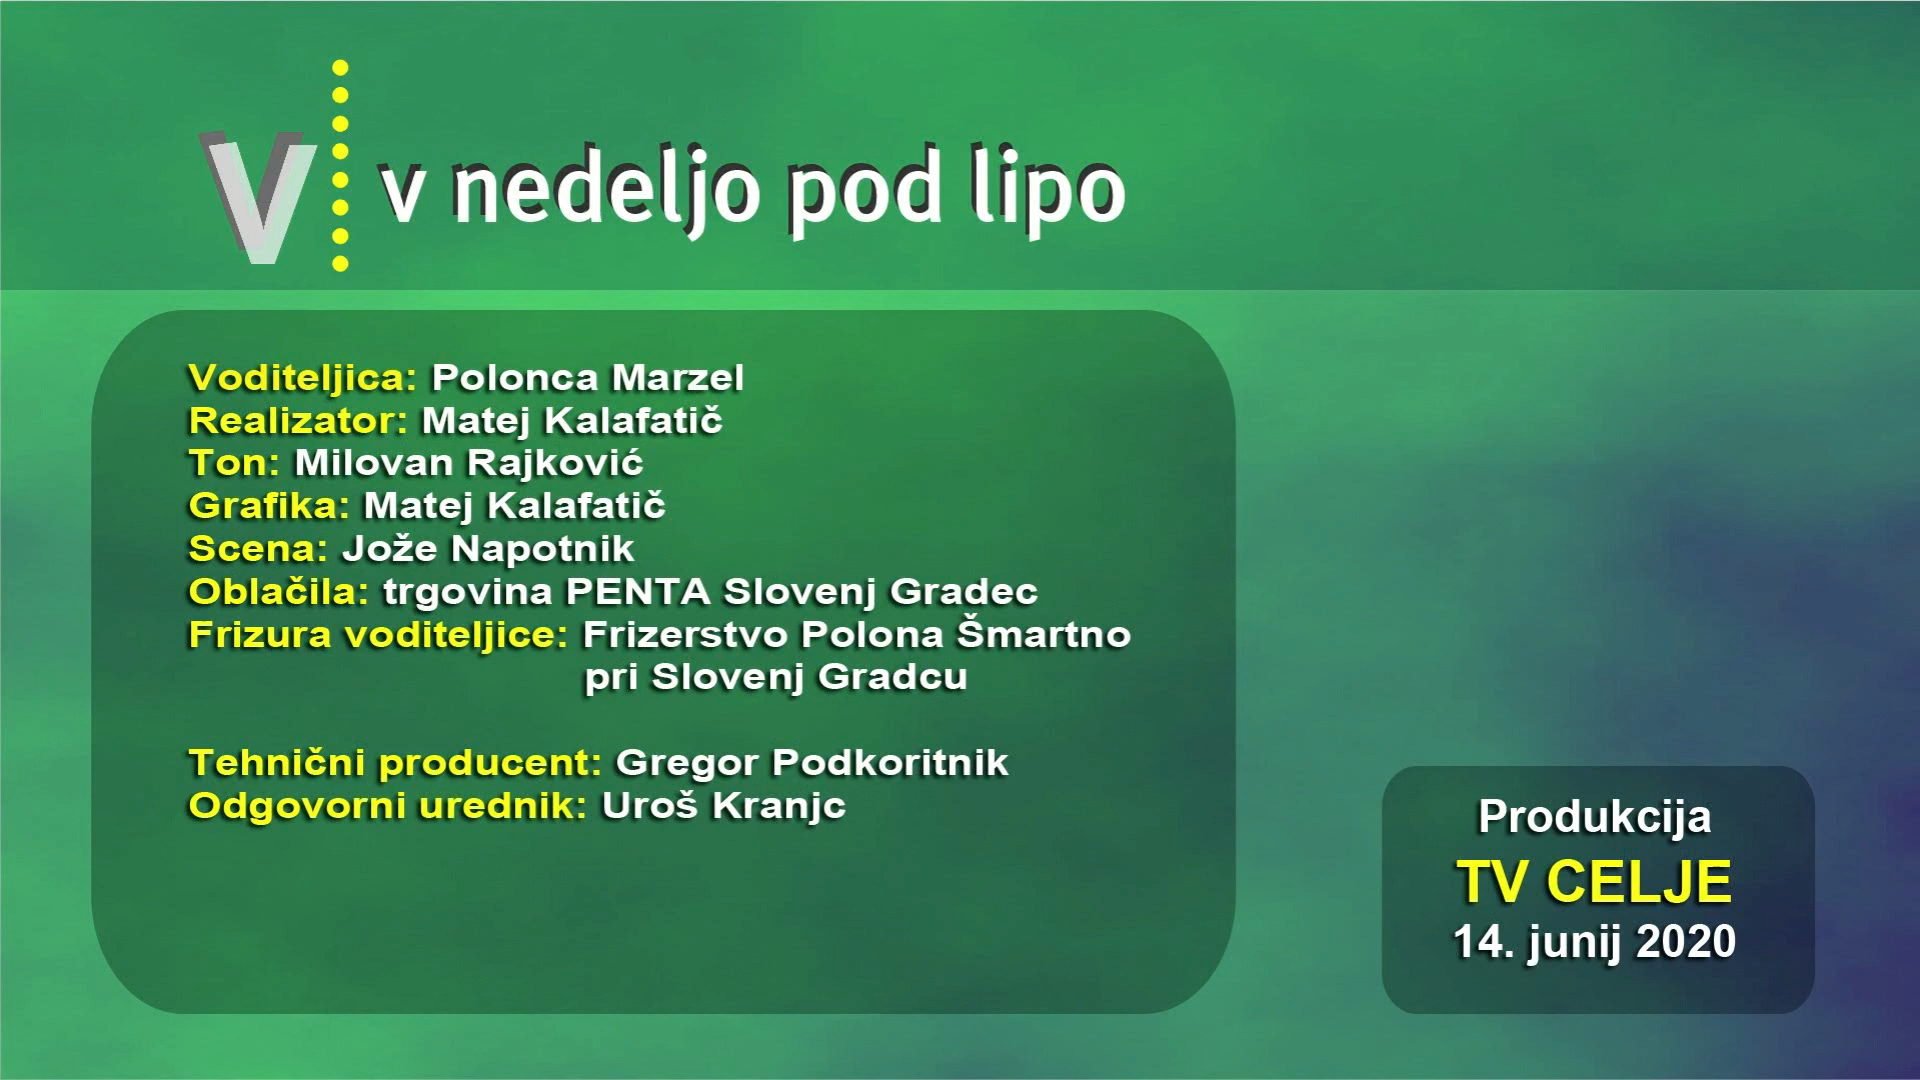 V
v nedeljo pod lipo
Voditeljica: Polonca Marzel
Realizator: Matej Kalafatič
Ton: Milovan Rajković
Grafika: Matej Kalafatič
Scena: Jože Napotnik
Oblačila: trgovina PENTA Slovenj Gradec
Frizura voditeljice: Frizerstvo Polona Šmartno
pri Slovenj Gradcu
Tehnični producent: Gregor Podkoritnik
Odgovorni urednik: Uroš Kranjc
Produkcija
TV CELJE
14. junij 2020